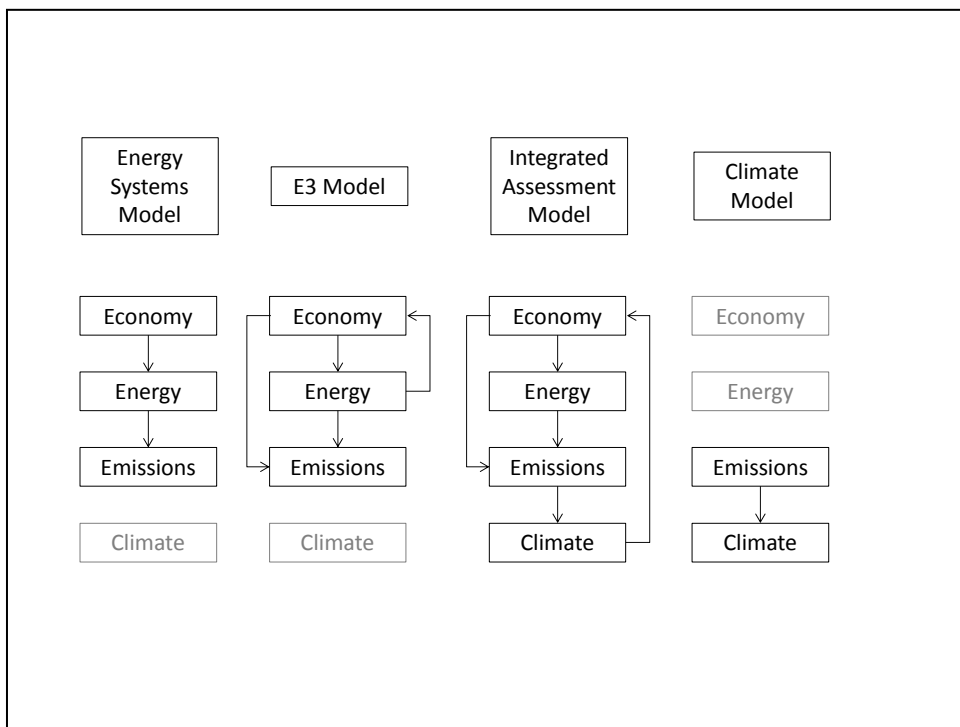 Energy
Systems
Model
E3 Model
Integrated
Assessment
Model
Climate
Model
Economy
Economy
Economy
Economy
Energy
Energy
Energy
Energy
Emissions
Emissions
Emissions
Emissions
Climate
Climate
Climate
Climate